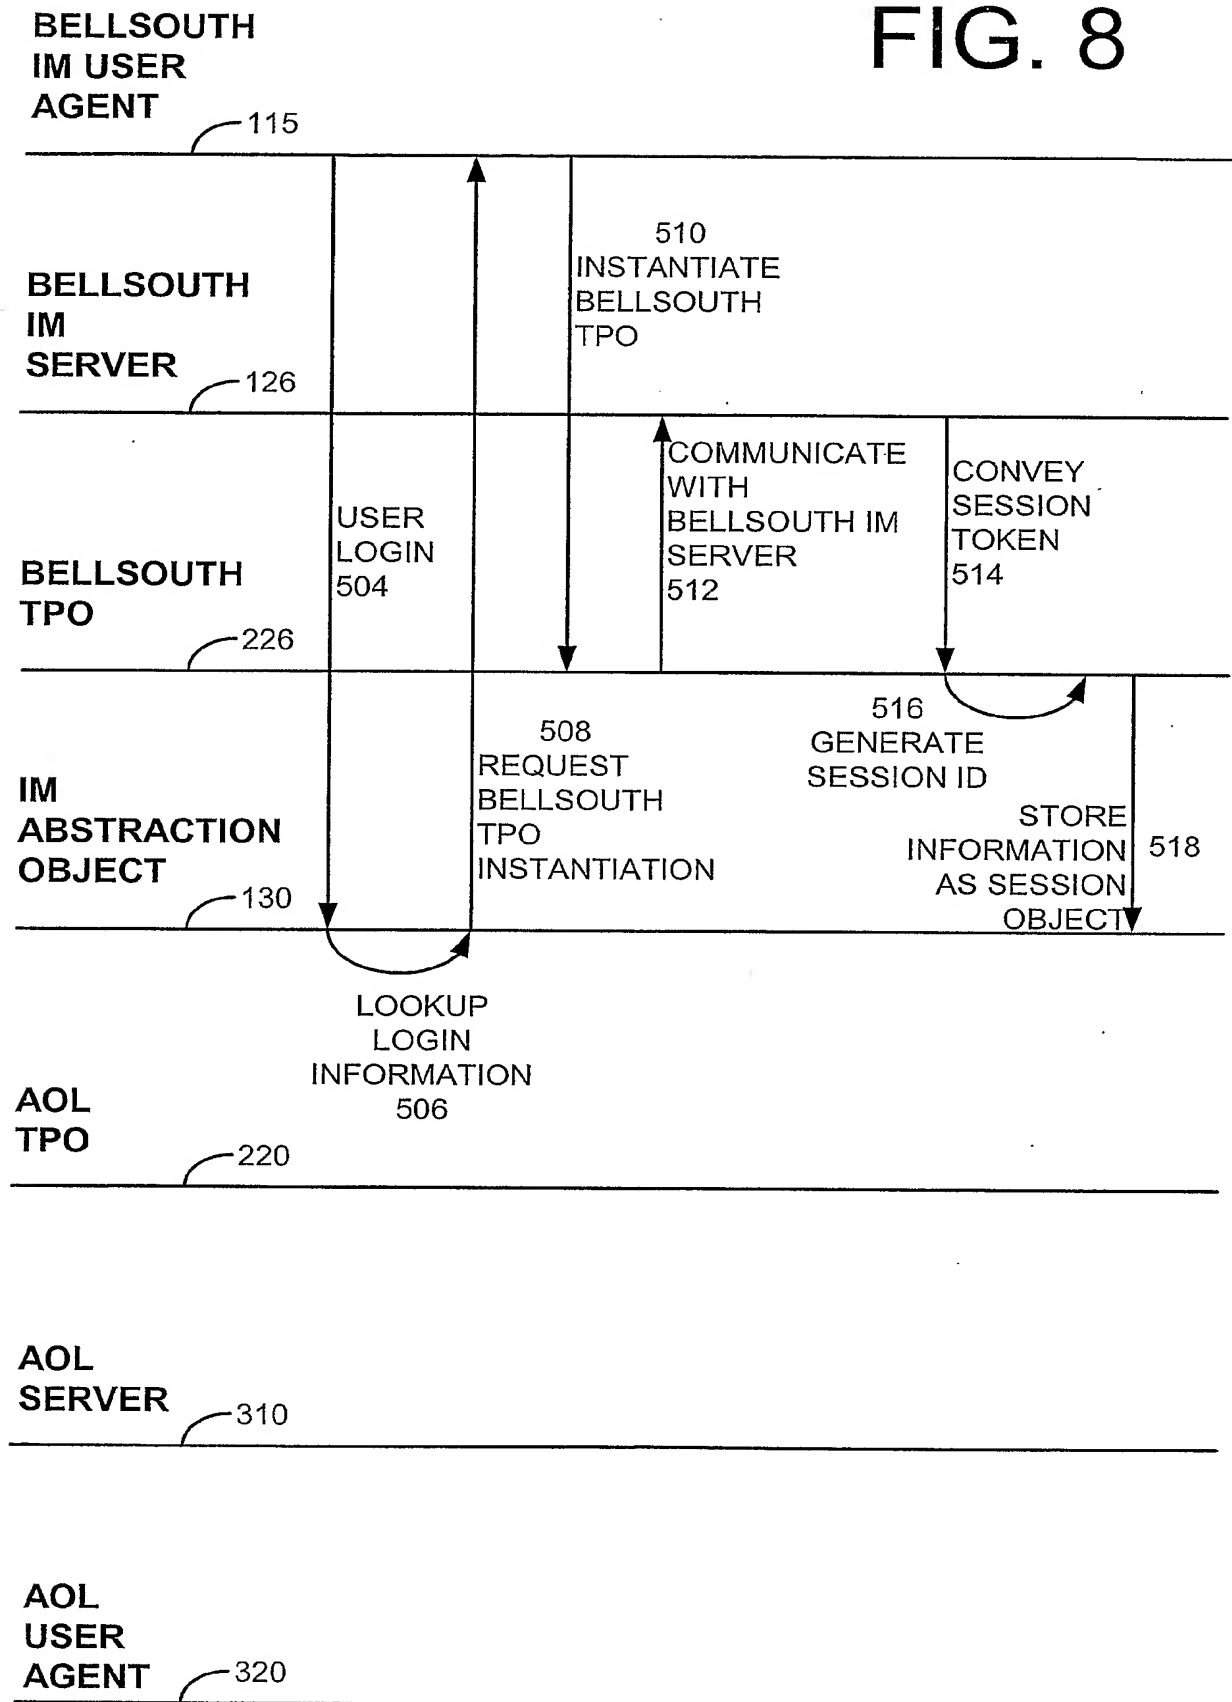 FIG. 8
BELLSOUTH
IM USER
AGENT
115
510
INSTANTIATE
BELLSOUTH
TPO
BELLSOUTH
IM
SERVER
126
COMMUNICATE
WITH
BELLSOUTH IM
SERVER
512
CONVEY
SESSION
TOKEN
514
USER
LOGIN
504
BELLSOUTH
TPO
226
508
REQUEST
BELLSOUTH
TPO
INSTANTIATION
516
GENERATE
SESSION ID
IM
ABSTRACTION
OBJECT
130
STORE
INFORMATION
AS SESSION
OBJECT
518
LOOKUP
LOGIN
INFORMATION
506
AOL
TPO
220
AOL
SERVER
310
AOL
USER
AGENT
320